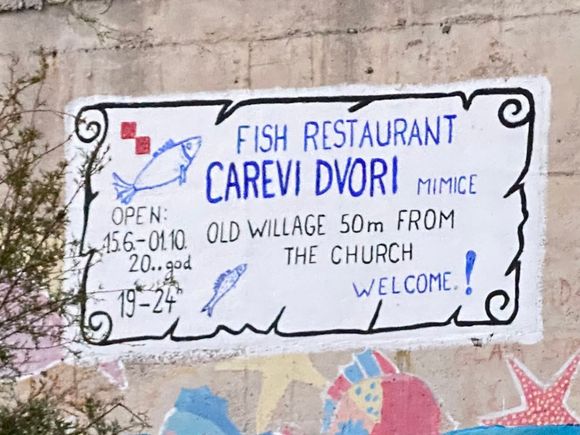 FISH RESTAURANT
CAREVI DVORI MIMICE
OPEN:
15.6.-01.10.
20..god
19-24h
OLD WILLAGE 50m FROM
THE CHURCH
WELCOME.!